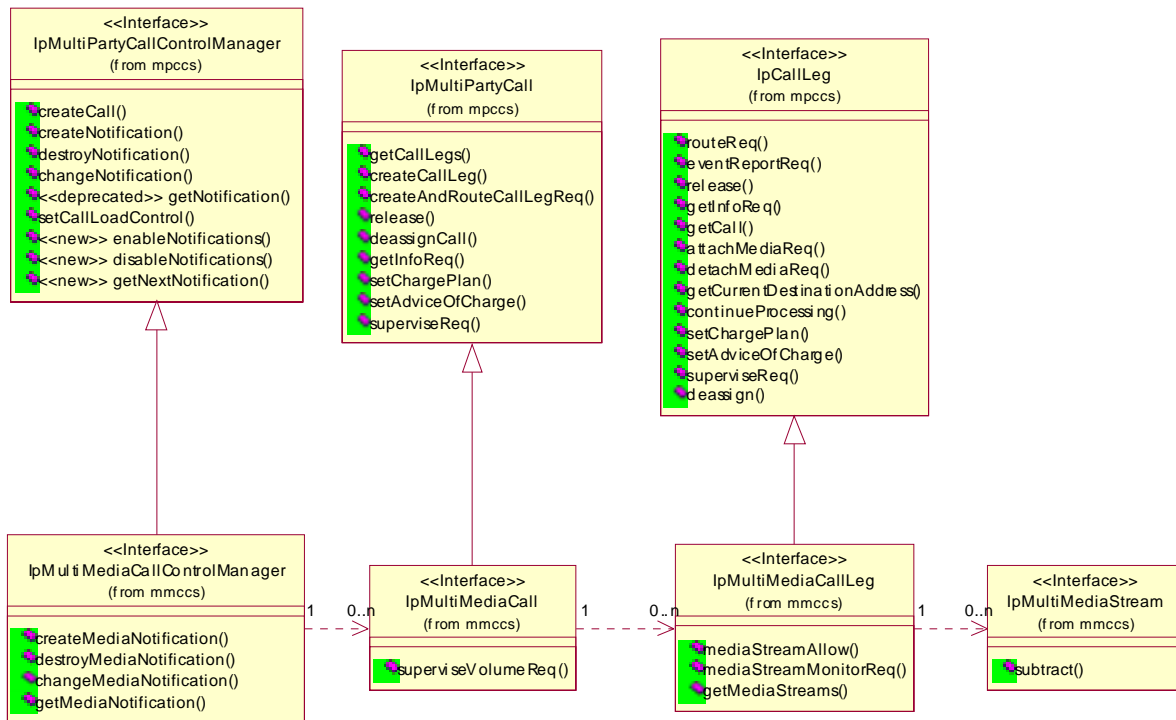 <<Interface>>
IpMultiPartyCallControlManager
(from mpccs)
createCall()
createNotification()
destroyNotification()
changeNotification()
<<deprecated>> getNotification()
setCallLoadControl()
<<new>> enableNotifications()
<<new>> disableNotifications()
<<new>> getNextNotification()
<<Interface>>
IpMultiPartyCall
(from mpccs)
getCallLegs()
createCallLeg()
createAndRouteCallLegReq()
release()
deassignCall()
getInfoReq()
setChargePlan()
setAdviceOfCharge()
superviseReq()
<<Interface>>
IpCallLeg
(from mpccs)
routeReq()
eventReportReq()
release()
getInfoReq()
getCall()
attachMediaReq()
detachMediaReq()
getCurrentDestinationAddress()
continueProcessing()
setChargePlan()
setAdviceOfCharge()
superviseReq()
deassign()
<<Interface>>
IpMultiMediaCallControlManager
(from mmccs)
createMediaNotification()
destroyMediaNotification()
changeMediaNotification()
getMediaNotification()
1
0..n
<<Interface>>
IpMultiMediaCall
(from mmccs)
superviseVolumeReq()
1
0..n
<<Interface>>
IpMultiMediaCallLeg
(from mmccs)
mediaStreamAllow()
mediaStreamMonitorReq()
getMediaStreams()
1
0..n
<<Interface>>
IpMultiMediaStream
(from mmccs)
subtract()